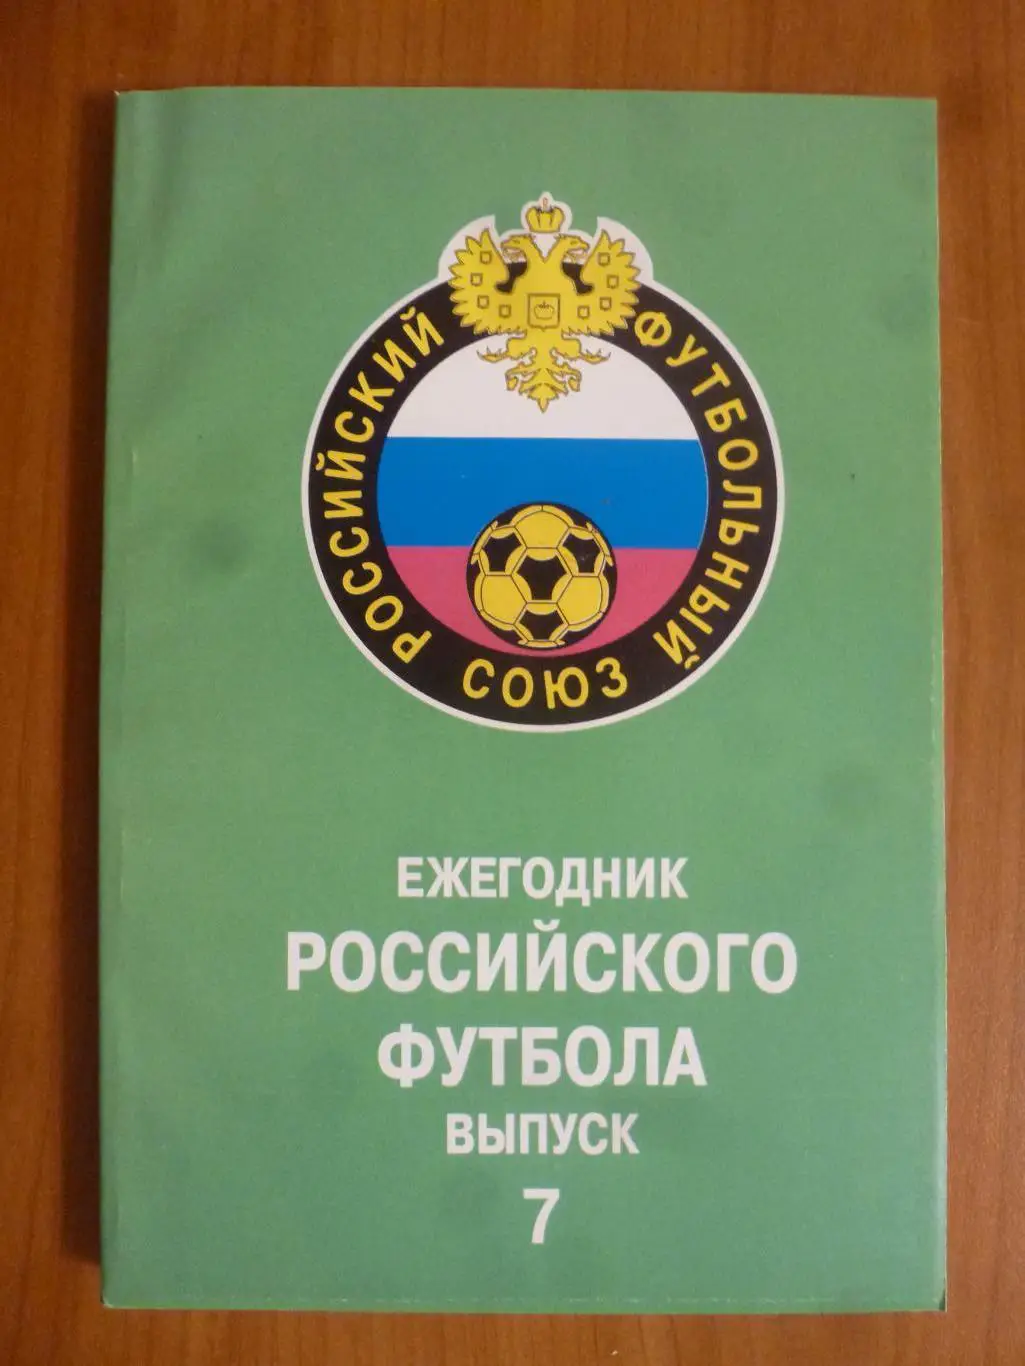 РОССИЙСКИЙ ФУТБОЛЬНЫЙ
СОЮЗ
ЕЖЕГОДНИК
РОССИЙСКОГО
ФУТБОЛА
ВЫПУСК
7